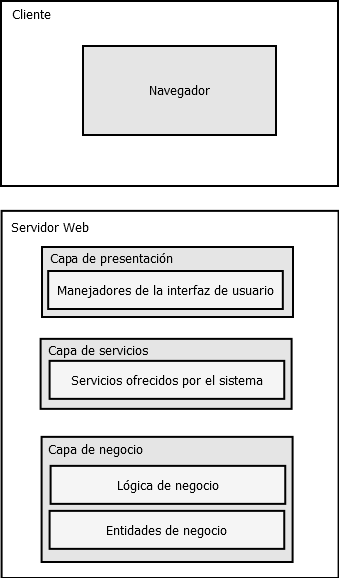 Cliente
Navegador
Servidor Web
Capa de presentación
Manejadores de la interfaz de usuario
Capa de servicios
Servicios ofrecidos por el sistema
Capa de negocio
Lógica de negocio
Entidades de negocio